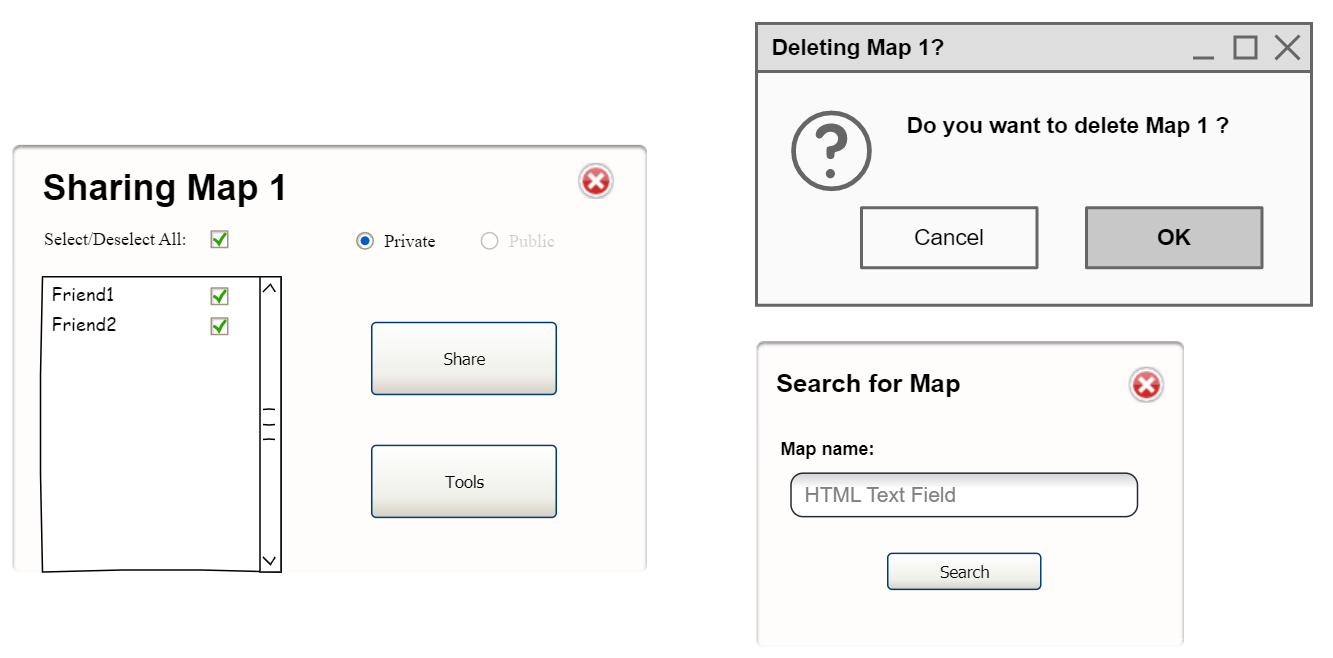 Sharing Map 1
Select/Deselect All:
Private
Public
Friend1
Friend2
Share
Tools
Deleting Map 1?
Do you want to delete Map 1 ?
Cancel
OK
Search for Map
Map name:
HTML Text Field
Search